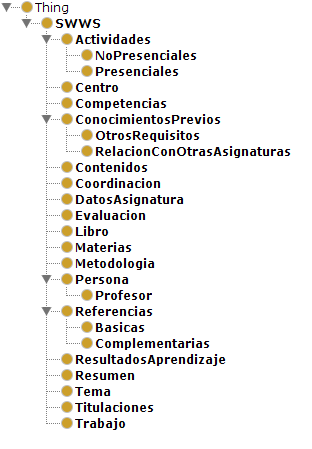 Thing
SWWS
Actividades
NoPresenciales
Presenciales
Centro
Competencias
ConocimientosPrevios
OtrosRequisitos
RelacionConOtrasAsignaturas
Contenidos
Coordinacion
DatosAsignatura
Evaluacion
Libro
Materias
Metodologia
Persona
Profesor
Referencias
Basicas
Complementarias
ResultadosAprendizaje
Resumen
Tema
Titulaciones
Trabajo